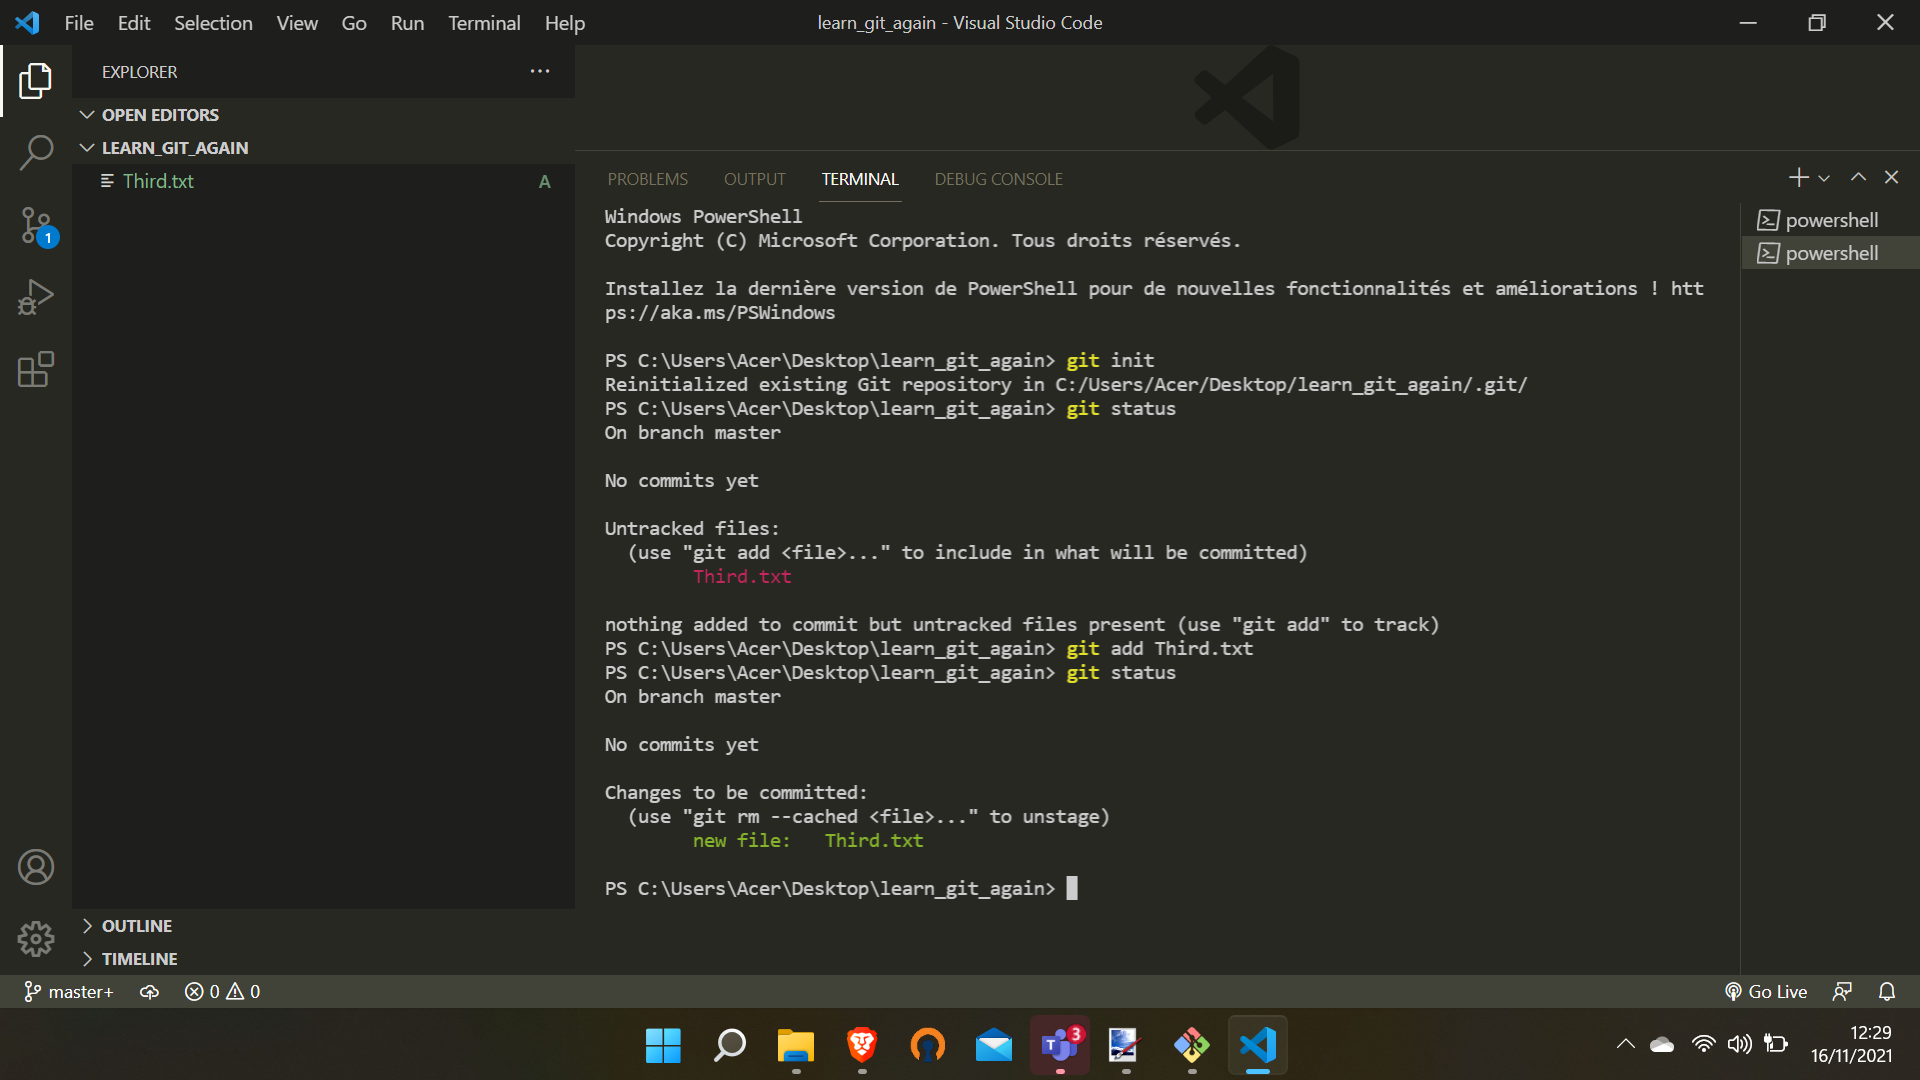 File Edit Selection View Go Run Terminal Help
learn_git_again - Visual Studio Code
EXPLORER
OPEN EDITORS
LEARN_GIT_AGAIN
Third.txt A
1
PROBLEMS OUTPUT TERMINAL DEBUG CONSOLE
Windows PowerShell
Copyright (C) Microsoft Corporation. Tous droits réservés.
Installez la dernière version de PowerShell pour de nouvelles fonctionnalités et améliorations ! htt
ps://aka.ms/PSWindows
PS C:\Users\Acer\Desktop\learn_git_again> git init
Reinitialized existing Git repository in C:/Users/Acer/Desktop/learn_git_again/.git/
PS C:\Users\Acer\Desktop\learn_git_again> git status
On branch master
No commits yet
Untracked files:
(use "git add <file>..." to include in what will be committed)
Third.txt
nothing added to commit but untracked files present (use "git add" to track)
PS C:\Users\Acer\Desktop\learn_git_again> git add Third.txt
PS C:\Users\Acer\Desktop\learn_git_again> git status
On branch master
No commits yet
Changes to be committed:
(use "git rm --cached <file>..." to unstage)
new file: Third.txt
PS C:\Users\Acer\Desktop\learn_git_again>
powershell
powershell
OUTLINE
TIMELINE
master+ 0 0
Go Live
T 3
12:29
16/11/2021